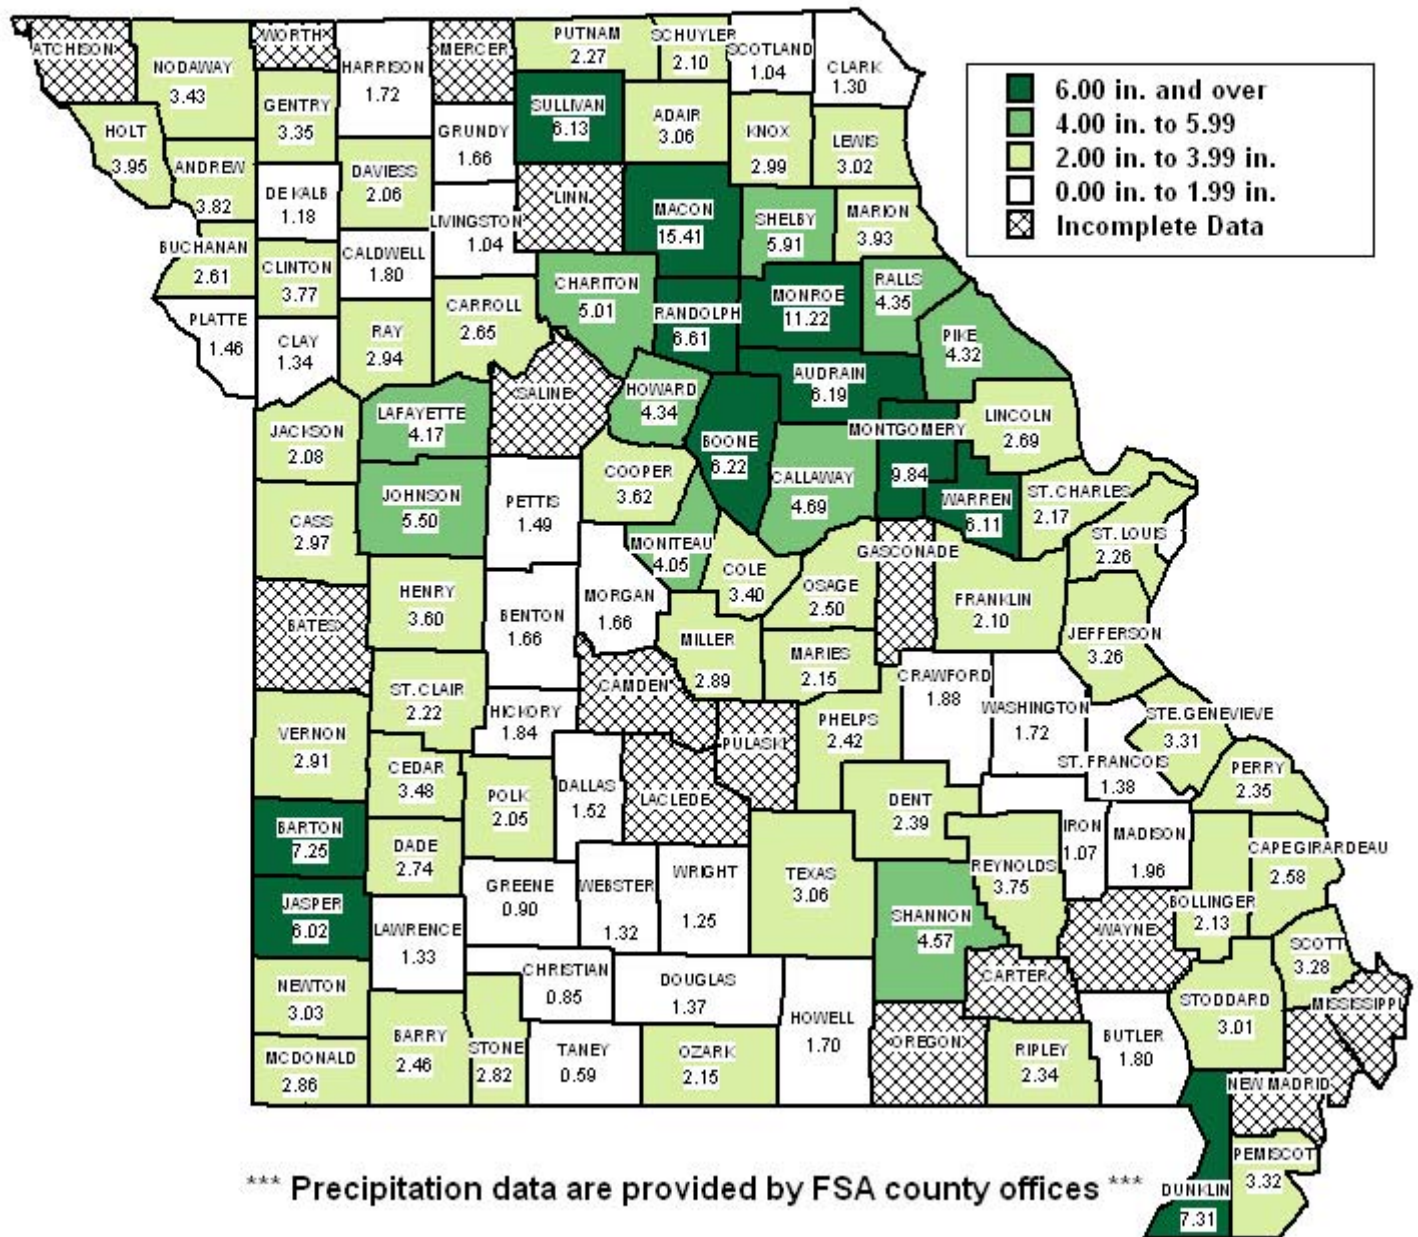 ATCHISON
NODAWAY
3.43
WORTH
HARRISON
1.72
MERCER
PUTNAM
2.27
SCHUYLER
2.10
SCOTLAND
1.04
CLARK
1.30
6.00 in. and over
4.00 in. to 5.99
2.00 in. to 3.99 in.
0.00 in. to 1.99 in.
Incomplete Data
HOLT
3.95
GENTRY
3.35
GRUNDY
1.66
SULLIVAN
6.13
ADAIR
3.06
KNOX
2.99
LEWIS
3.02
ANDREW
3.82
DE KALB
1.18
DAVIESS
2.06
LIVINGSTON
1.04
LINN
MACON
15.41
SHELBY
5.91
MARION
3.93
BUCHANAN
2.61
CLINTON
3.77
CALDWELL
1.80
CARROLL
2.65
CHARITON
5.01
RANDOLPH
6.61
MONROE
11.22
RALLS
4.35
PIKE
4.32
PLATTE
1.46
CLAY
1.34
RAY
2.94
SALINE
HOWARD
4.34
AUDRAIN
6.19
LINCOLN
2.69
JACKSON
2.08
LAFAYETTE
4.17
BOONE
6.22
MONTGOMERY
9.84
CALLAWAY
4.69
WARREN
6.11
ST. CHARLES
2.17
ST. LOUIS
2.26
CASS
2.97
JOHNSON
5.50
PETTIS
1.49
COOPER
3.62
MONITEAU
4.05
COLE
3.40
OSAGE
2.50
GASCONADE
FRANKLIN
2.10
JEFFERSON
3.26
BATES
HENRY
3.60
BENTON
1.66
MORGAN
1.66
MILLER
2.89
MARIES
2.15
CRAWFORD
1.88
WASHINGTON
1.72
STE. GENEVIEVE
3.31
ST. FRANCOIS
1.38
ST. CLAIR
2.22
HICKORY
1.84
CAMDEN
PULASKI
PHELPS
2.42
PERRY
2.35
VERNON
2.91
CEDAR
3.48
POLK
2.05
DALLAS
1.52
LACLEDE
DENT
2.39
IRON
1.07
MADISON
1.96
CAPE GIRARDEAU
2.58
BARTON
7.25
DADE
2.74
GREENE
0.90
WEBSTER
1.32
WRIGHT
1.25
TEXAS
3.06
REYNOLDS
3.75
BOLLINGER
2.13
JASPER
6.02
LAWRENCE
1.33
SHANNON
4.57
WAYNE
SCOTT
3.28
NEWTON
3.03
CHRISTIAN
0.85
DOUGLAS
1.37
HOWELL
1.70
CARTER
STODDARD
3.01
MISSISSIPPI
MCDONALD
2.86
BARRY
2.46
STONE
2.82
TANEY
0.59
OZARK
2.15
OREGON
RIPLEY
2.34
BUTLER
1.80
NEW MADRID
PEMISCOT
3.32
DUNKLIN
7.31
*** Precipitation data are provided by FSA county offices ***